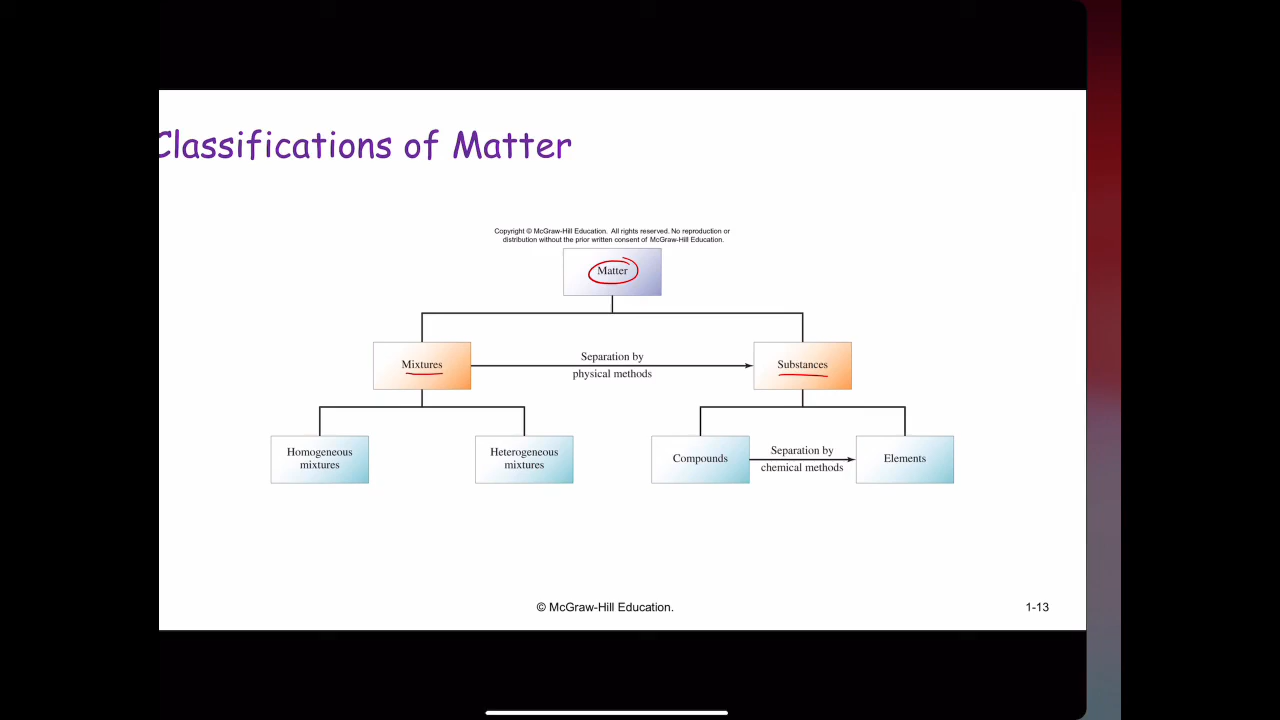 Classifications of Matter
Copyright © McGraw-Hill Education. All rights reserved. No reproduction or
distribution without the prior written consent of McGraw-Hill Education.
Matter
Mixtures
Separation by
physical methods
Substances
Homogeneous
mixtures
Heterogeneous
mixtures
Compounds
Separation by
chemical methods
Elements
© McGraw-Hill Education.
1-13